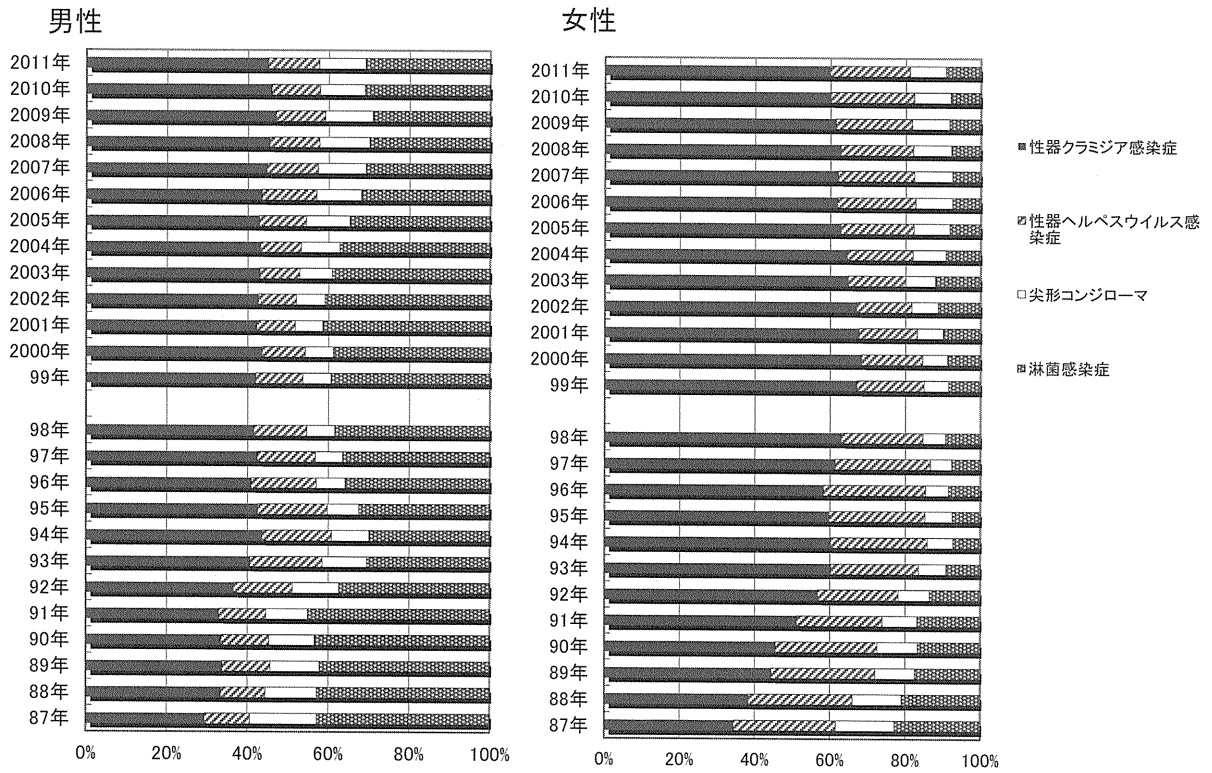 男性
2011年
2010年
2009年
2008年
2007年
2006年
2005年
2004年
2003年
2002年
2001年
2000年
99年
98年
97年
96年
95年
94年
93年
92年
91年
90年
89年
88年
87年
0% 20% 40% 60% 80% 100%
女性
2011年
2010年
2009年
2008年
2007年
2006年
2005年
2004年
2003年
2002年
2001年
2000年
99年
98年
97年
96年
95年
94年
93年
92年
91年
90年
89年
88年
87年
0% 20% 40% 60% 80% 100%
性器クラミジア感染症
性器ヘルペスウイルス感
染症
尖形コンジローマ
淋菌感染症